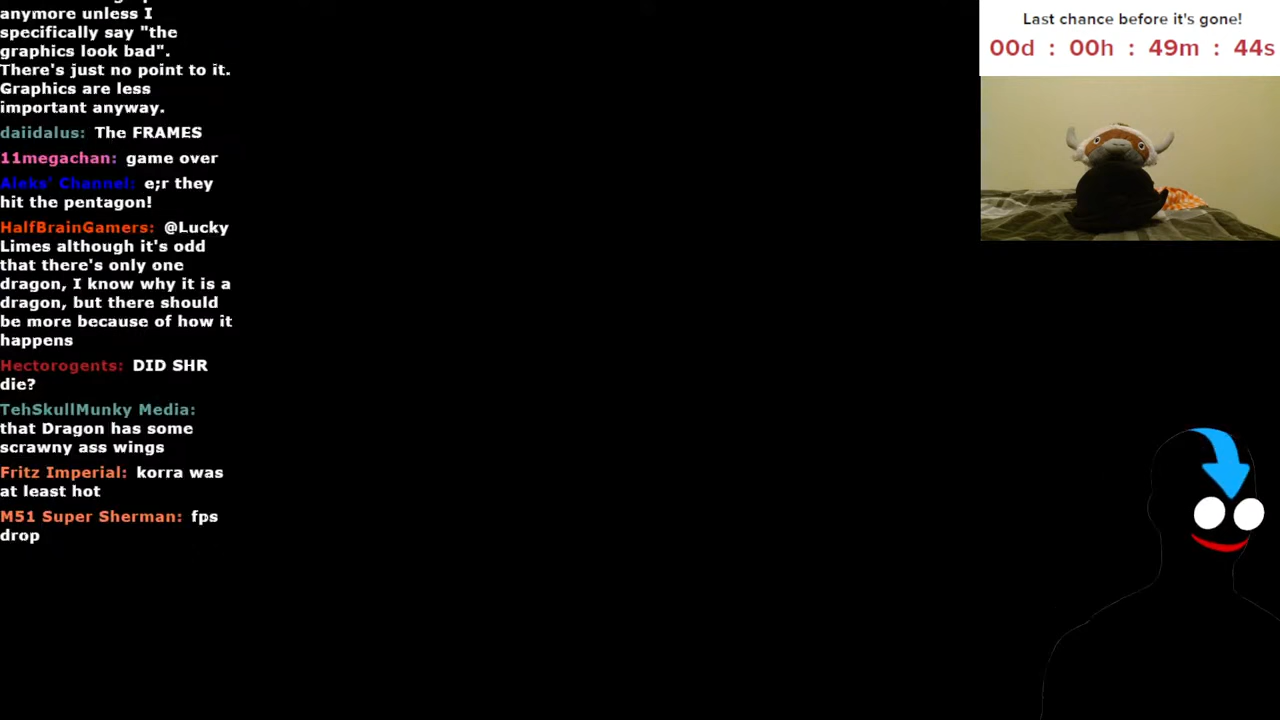 anymore unless I
specifically say "the
graphics look bad".
There's just no point to it.
Graphics are less
important anyway.
daiidalus: The FRAMES
11megachan: game over
Aleks' Channel: e;r they
hit the pentagon!
HalfBrainGamers: @Lucky
Limes although it's odd
that there's only one
dragon, I know why it is a
dragon, but there should
be more because of how it
happens
Hectorogents: DID SHR
die?
TehSkullMunky Media:
that Dragon has some
scrawny ass wings
Fritz Imperial: korra was
at least hot
M51 Super Sherman: fps
drop
Last chance before it's gone!
00d : 00h : 49m : 44s